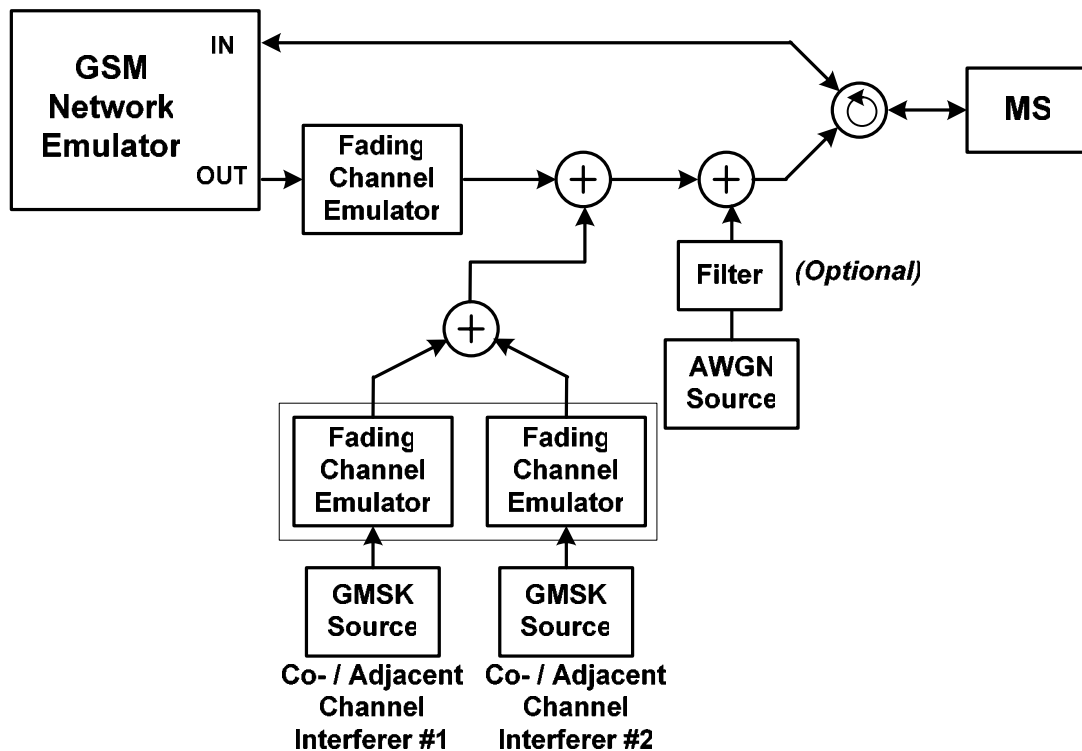 GSM
Network
Emulator
IN
OUT
Fading
Channel
Emulator
MS
Filter
(Optional)
AWGN
Source
Fading
Channel
Emulator
Fading
Channel
Emulator
GMSK
Source
GMSK
Source
Co- / Adjacent
Channel
Interferer #1
Co- / Adjacent
Channel
Interferer #2